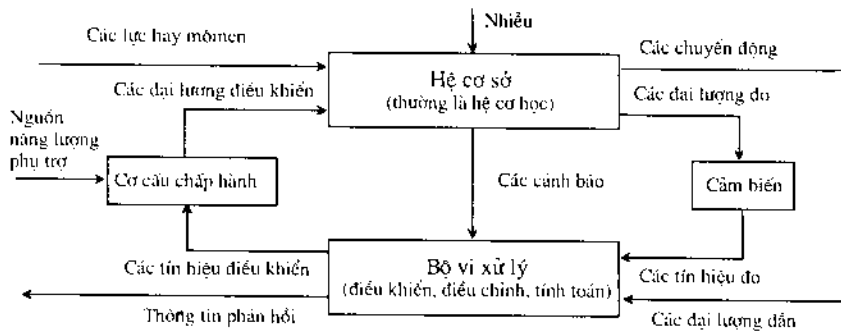 Nhiễu
Các lực hay mômen
Các chuyển động
Hệ cơ sở
(thường là hệ cơ học)
Các đại lương điều khiển
Các đai lượng đo
Nguồn
năng lượng
phụ trợ
Cơ cấu chấp hành
Các cảnh báo
Cảm biến
Các tín hiệu điều khiển
Bộ vi xử lý
(điều khiển, điều chỉnh, tính toán)
Các tín hiệu đo
Thông tin phản hồi
Các đại lượng dẫn